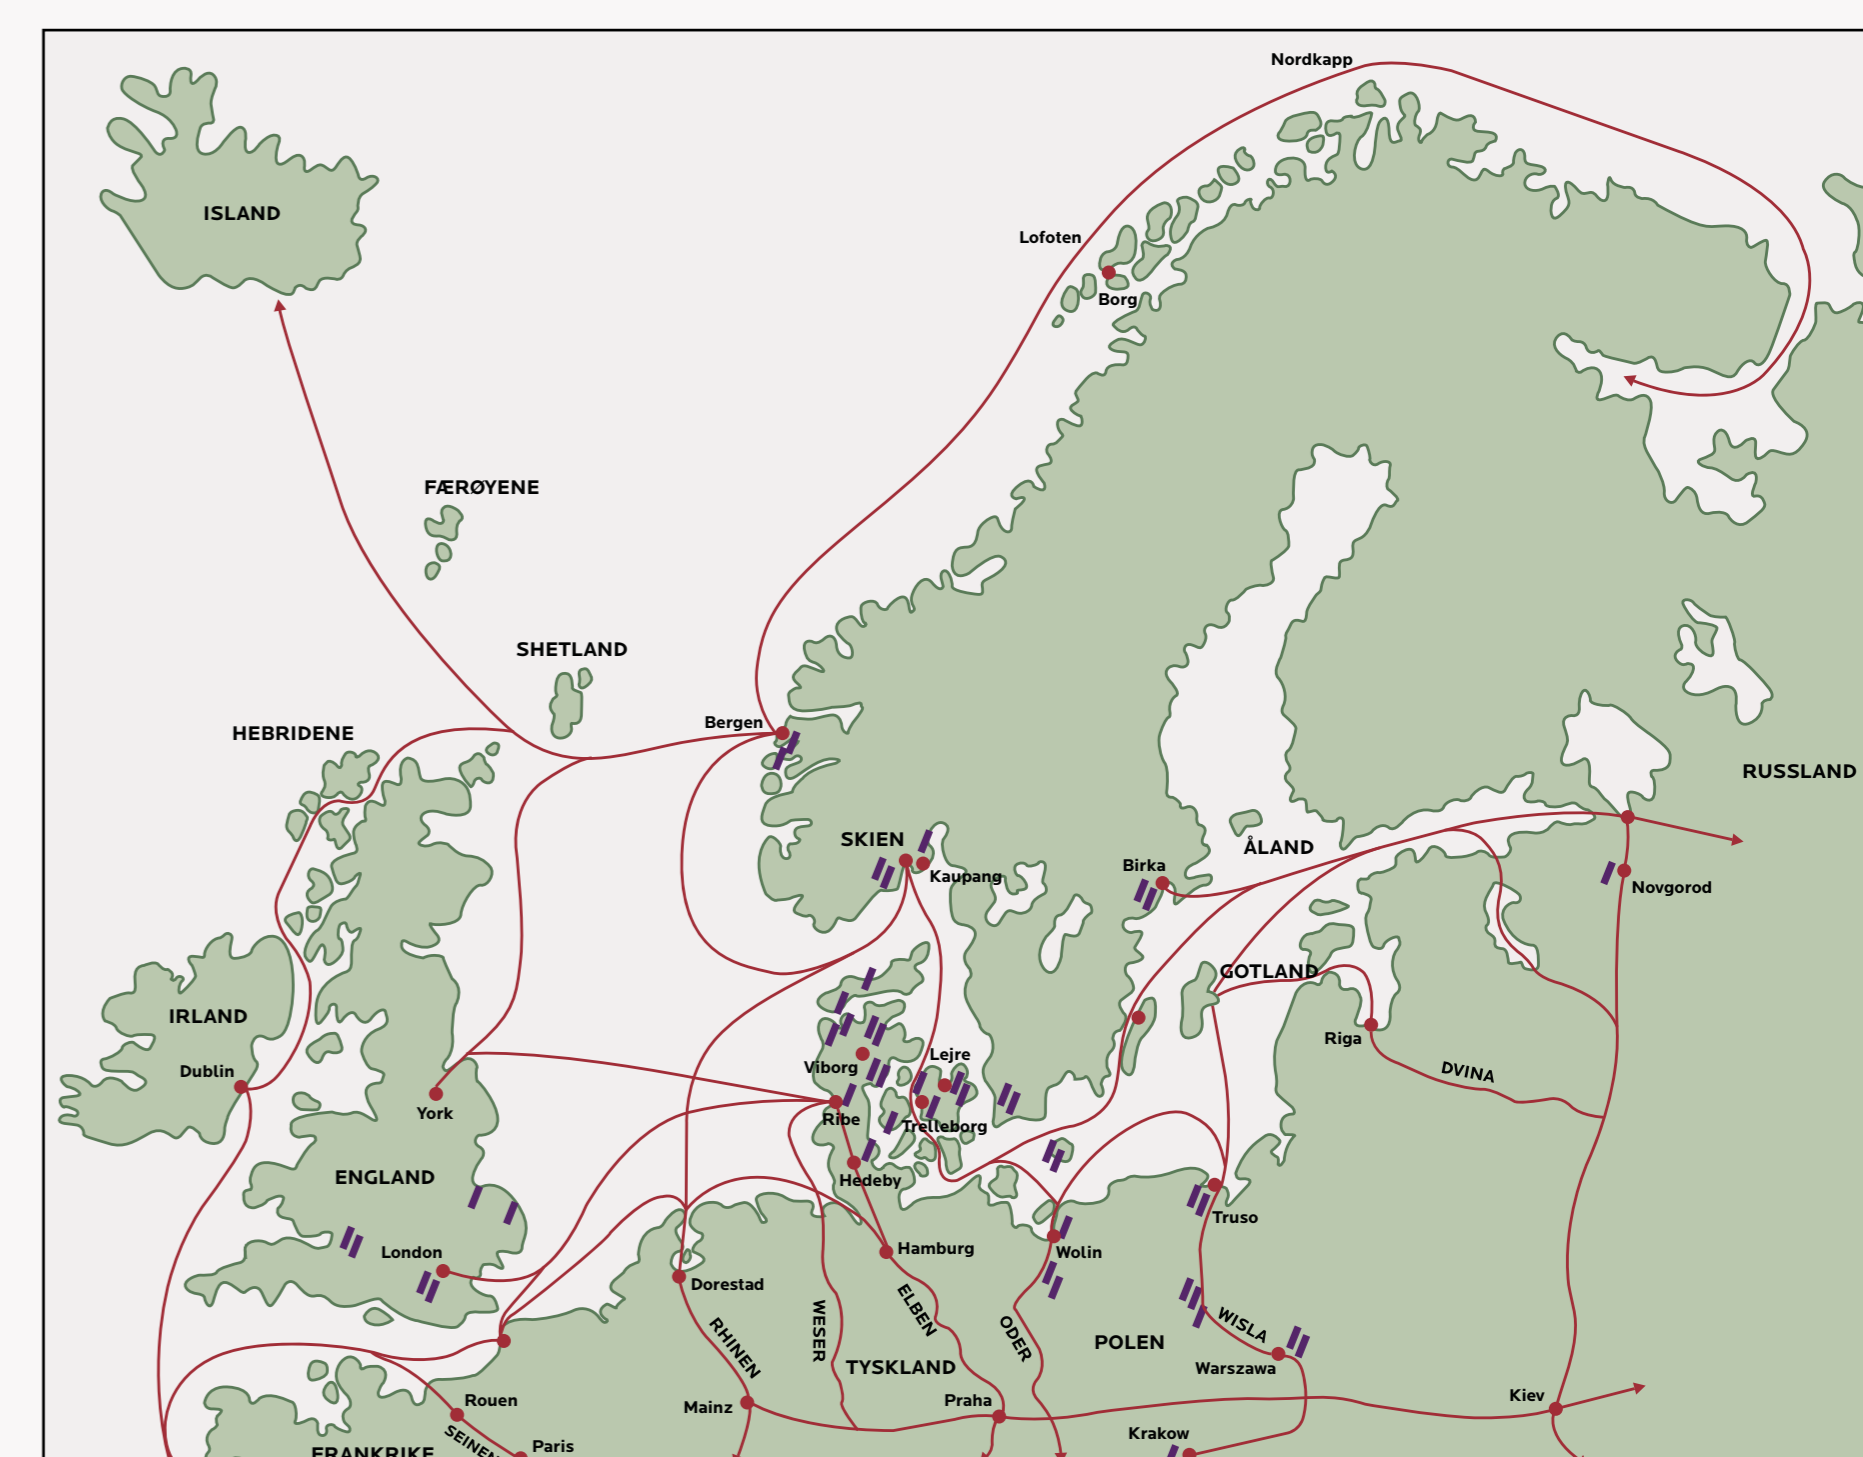 Nordkapp
ISLAND
Lofoten
Borg
FÆRØYENE
SHETLAND
Bergen
HEBRIDENE
RUSSLAND
SKIEN
ÅLAND
Birka
Kaupang
Novgorod
GOTLAND
IRLAND
Riga
Lejre
Viborg
Dublin
DVINA
York
Ribe
Trelleborg
ENGLAND
Hedeby
Truso
London
Hamburg
Wolin
Dorestad
ELBEN
WESER
RHINEN
ODER
WISLA
POLEN
TYSKLAND
Warszawa
Rouen
Mainz
Praha
Kiev
Krakow
SEINEN
Paris
FRANKRIKE